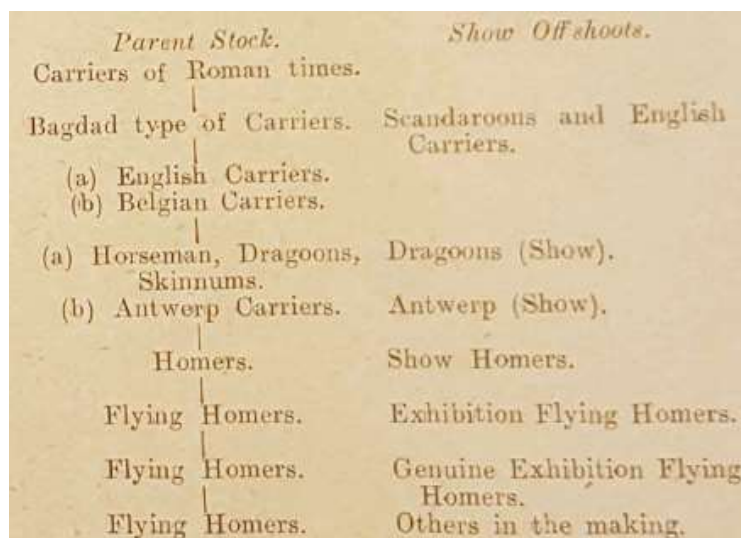 Parent Stock. Show Offshoots.
Carriers of Roman times.
Bagdad type of Carriers. Scandaroons and English
Carriers.
(a) English Carriers.
(b) Belgian Carriers.
(a) Horseman, Dragoons, Dragoons (Show).
Skinnums.
(b) Antwerp Carriers. Antwerp (Show).
Homers. Show Homers.
Flying Homers. Exhibition Flying Homers.
Flying Homers. Genuine Exhibition Flying
Homers.
Flying Homers. Others in the making.